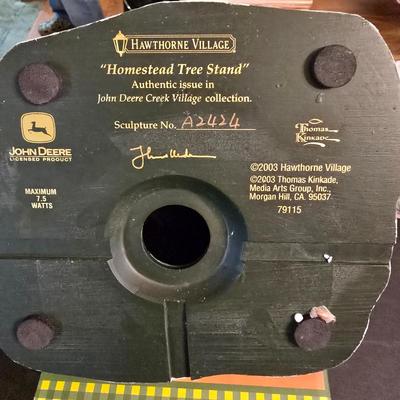 HAWTHORNE VILLAGE
"Homestead Tree Stand"
Authentic issue in
John Deere Creek Village collection.
Sculpture No. A2424
JOHN DEERE
LICENSED PRODUCT
Thomas
Kinkade
MAXIMUM
7.5
WATTS
©2003 Hawthorne Village
©2003 Thomas Kinkade,
Media Arts Group, Inc.,
Morgan Hill, CA. 95037
79115